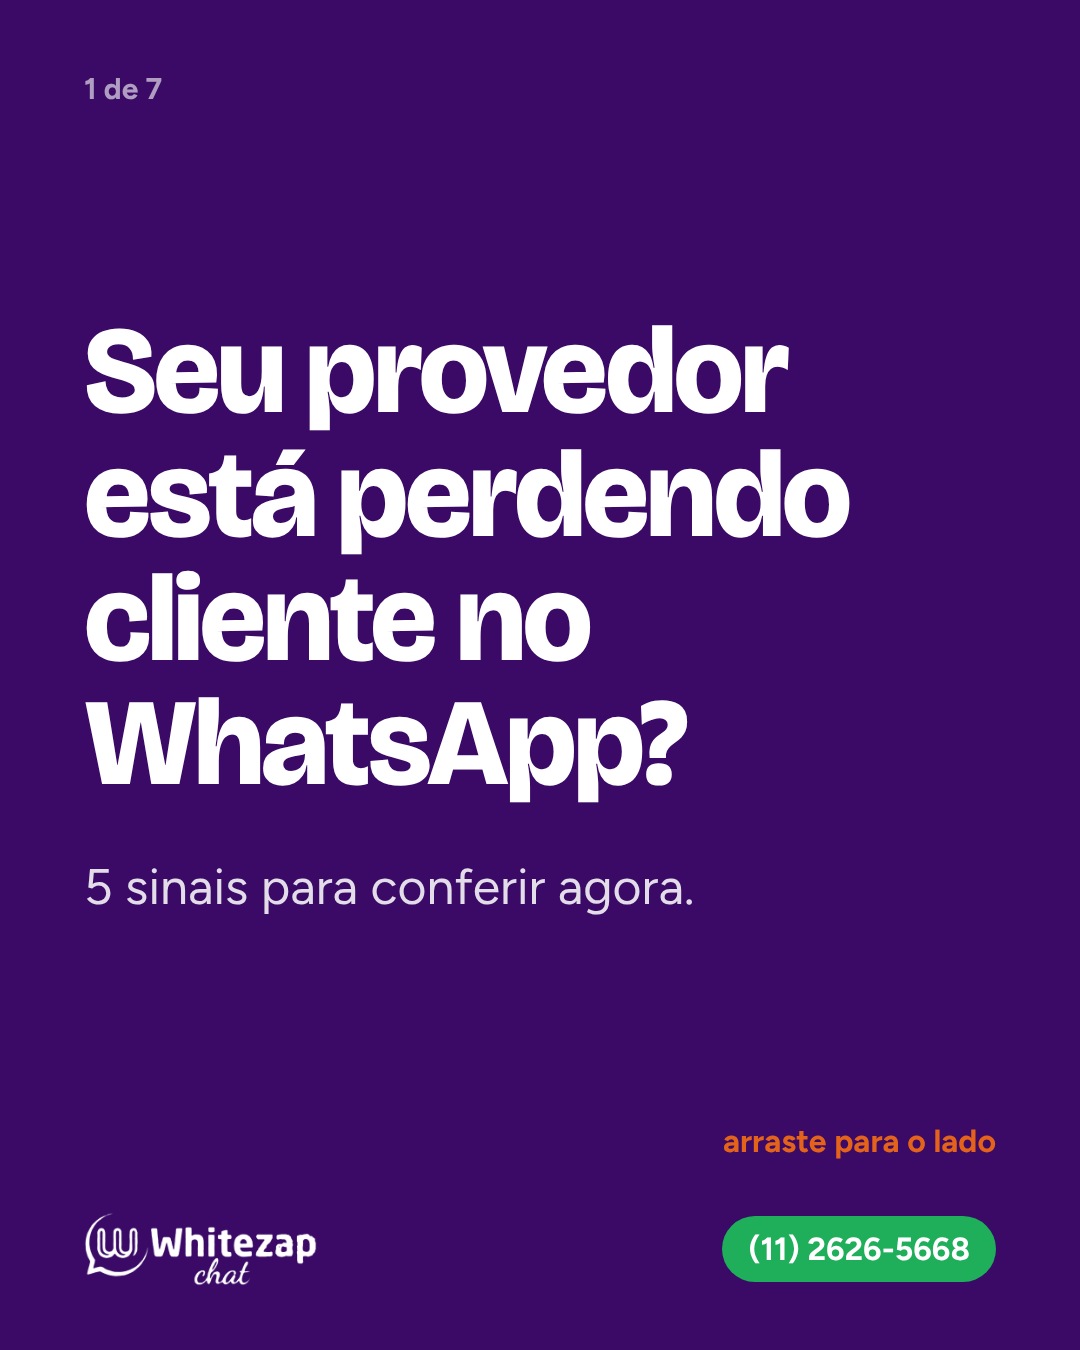 1 de 7
Seu provedor
está perdendo
cliente no
WhatsApp?
5 sinais para conferir agora.
arraste para o lado
Whitezap
chat
(11) 2626-5668